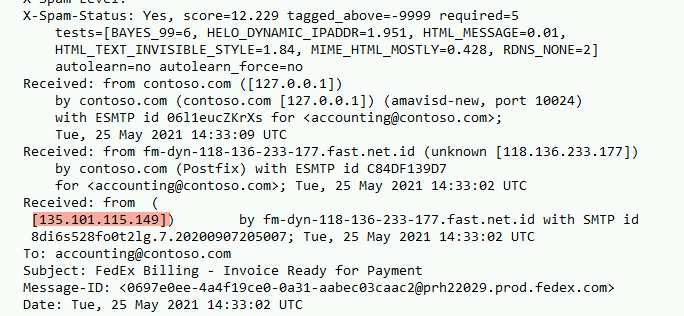 X-Spam-Status: Yes, score=12.229 tagged_above=-9999 required=5
tests=[BAYES_99=6, HELO_DYNAMIC_IPADDR=1.951, HTML_MESSAGE=0.01,
HTML_TEXT_INVISIBLE_STYLE=1.84, MIME_HTML_MOSTLY=0.428, RDNS_NONE=2]
autolearn=no autolearn_force=no
Received: from contoso.com ([127.0.0.1])
by contoso.com (contoso.com [127.0.0.1]) (amavisd-new, port 10024)
with ESMTP id 06l1eucZKrXs for <accounting@contoso.com>;
Tue, 25 May 2021 14:33:09 UTC
Received: from fm-dyn-118-136-233-177.fast.net.id (unknown [118.136.233.177])
by contoso.com (Postfix) with ESMTP id C84DF139D7
for <accounting@contoso.com>; Tue, 25 May 2021 14:33:02 UTC
Received: from (
[135.101.115.149]) by fm-dyn-118-136-233-177.fast.net.id with SMTP id
8di6s528fo0t2lg.7.20200907205007; Tue, 25 May 2021 14:33:02 UTC
To: accounting@contoso.com
Subject: FedEx Billing - Invoice Ready for Payment
Message-ID: <0697e0ee-4a4f19ce0-0a31-aabec03caac2@prh22029.prod.fedex.com>
Date: Tue, 25 May 2021 14:33:02 UTC